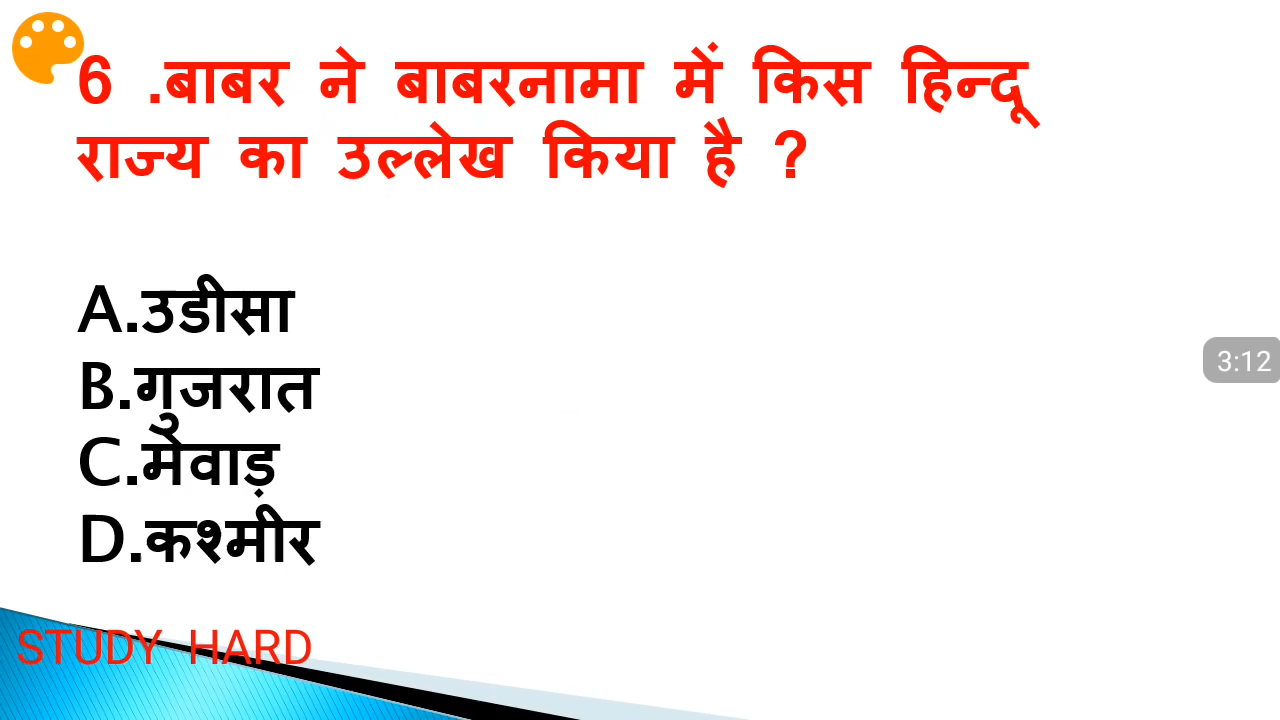 6 .बाबर ने बाबरनामा में किस हिन्दू
राज्य का उल्लेख किया है ?
A.उडीसा
B.गुजरात
3:12
C.मेवाड़
D.कश्मीर
STUDY HARD